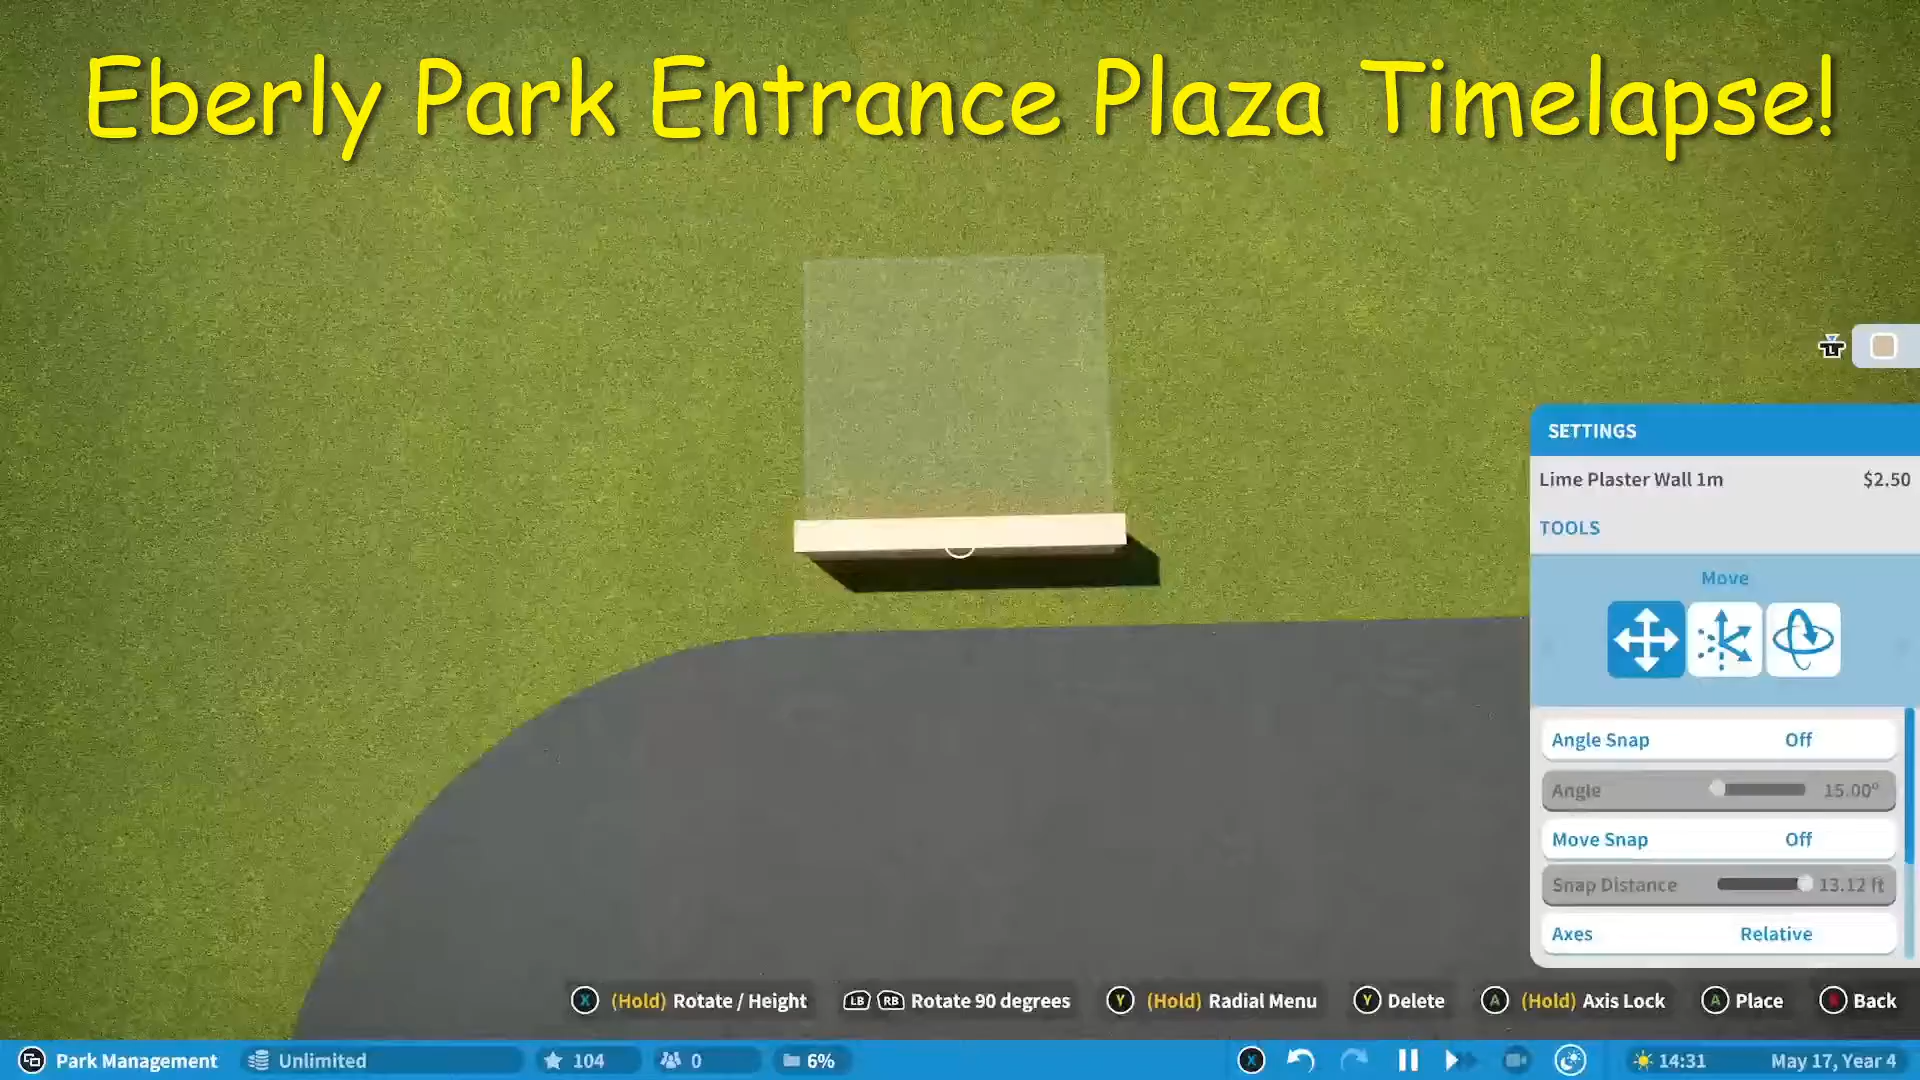 Eberly Park Entrance Plaza Timelapse!
L
SETTINGS
Lime Plaster Wall 1m $2.50
TOOLS
Move
Angle Snap Off
Angle 15.00°
Move Snap Off
Snap Distance 13.12 ft
Axes Relative
X (Hold) Rotate / Height LB RB Rotate 90 degrees Y (Hold) Radial Menu Y Delete A (Hold) Axis Lock A Place B Back
Park Management Unlimited 104 0 6% X 14:31 May 17, Year 4